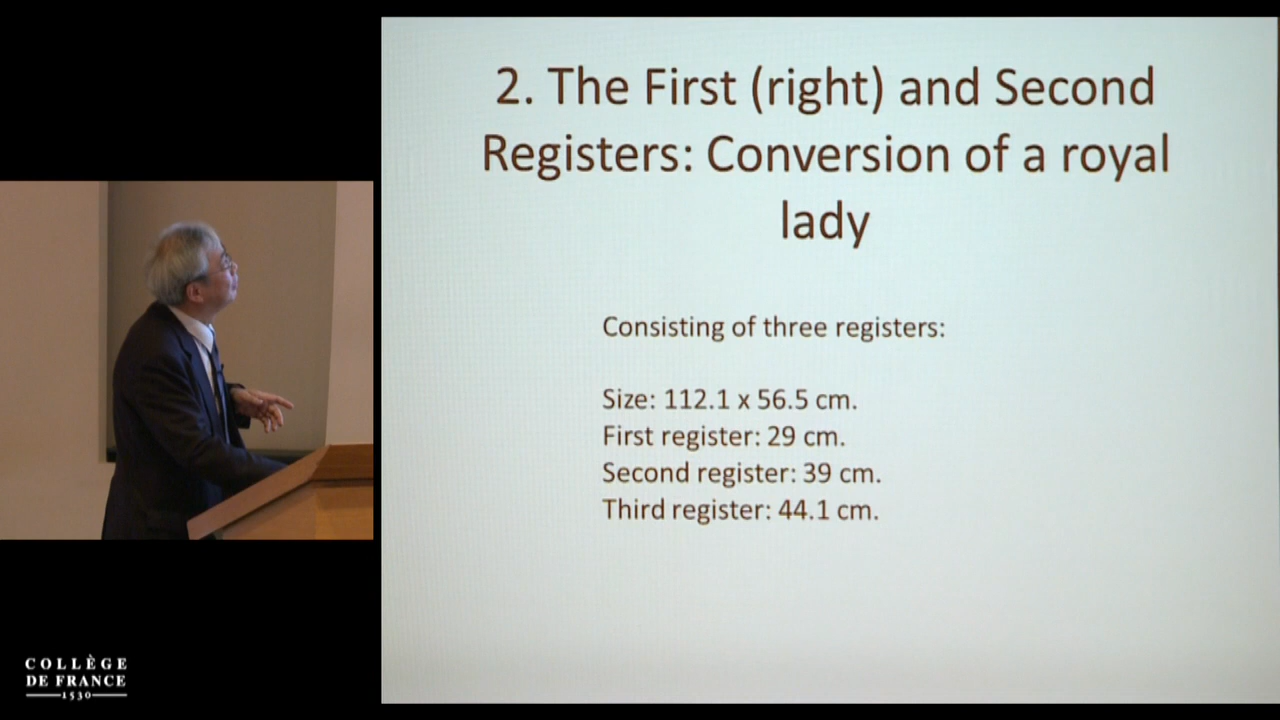 2. The First (right) and Second
Registers: Conversion of a royal
lady
Consisting of three registers:
Size: 112.1 x 56.5 cm.
First register: 29 cm.
Second register: 39 cm.
Third register: 44.1 cm.
COLLÈGE
DE FRANCE
1530